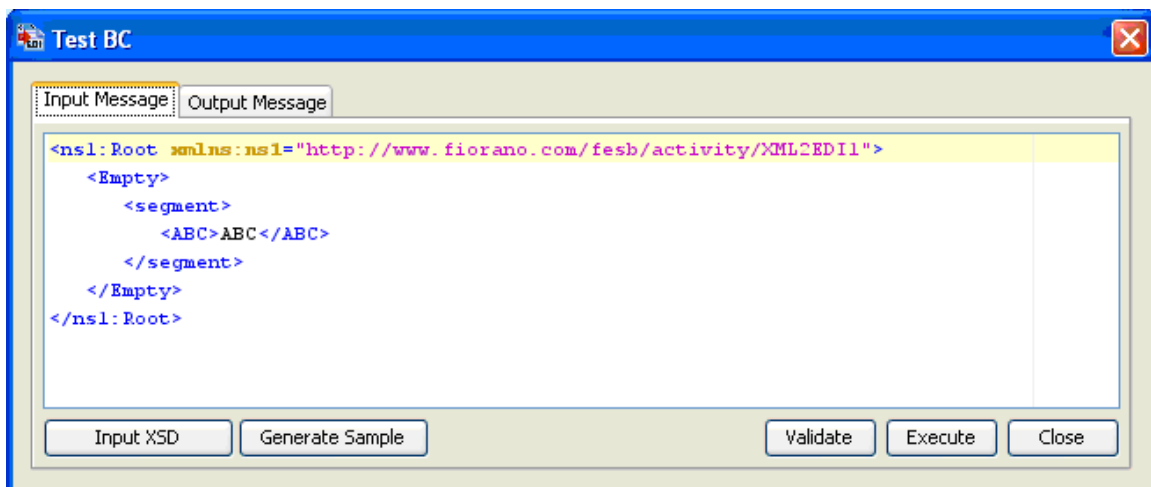 EDI Test BC
Input Message Output Message
<ns1:Root xmlns:ns1="http://www.fiorano.com/fesb/activity/XML2EDI1">
<Empty>
<segment>
<ABC>ABC</ABC>
</segment>
</Empty>
</ns1:Root>
Input XSD Generate Sample Validate Execute Close